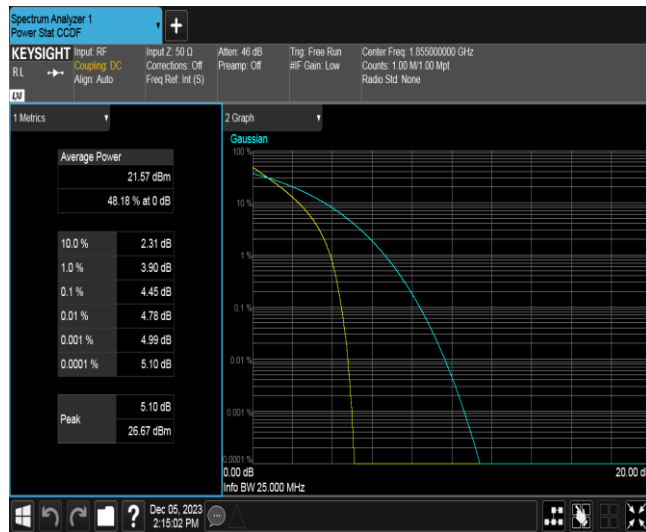 Spectrum Analyzer 1
Power Stat CCDF
+
KEYSIGHT
RL
LXI
Input: RF
Coupling: DC
Align: Auto
Input Z: 50 Ω
Corrections: Off
Freq Ref: Int (S)
Atten: 46 dB
Preamp: Off
Trig: Free Run
#IF Gain: Low
Center Freq: 1.855000000 GHz
Counts: 1.00 M/1.00 Mpt
Radio Std: None
1 Metrics
Average Power
21.57 dBm
48.18 % at 0 dB
10.0 % 2.31 dB
1.0 % 3.90 dB
0.1 % 4.45 dB
0.01 % 4.78 dB
0.001 % 4.99 dB
0.0001 % 5.10 dB
Peak
5.10 dB
26.67 dBm
2 Graph
Gaussian
100 %
10 %
1 %
0.1 %
0.01 %
0.001 %
0.0001 %
0.00 dB
20.00 d
Info BW 25.000 MHz
?
Dec 05, 2023
2:15:02 PM